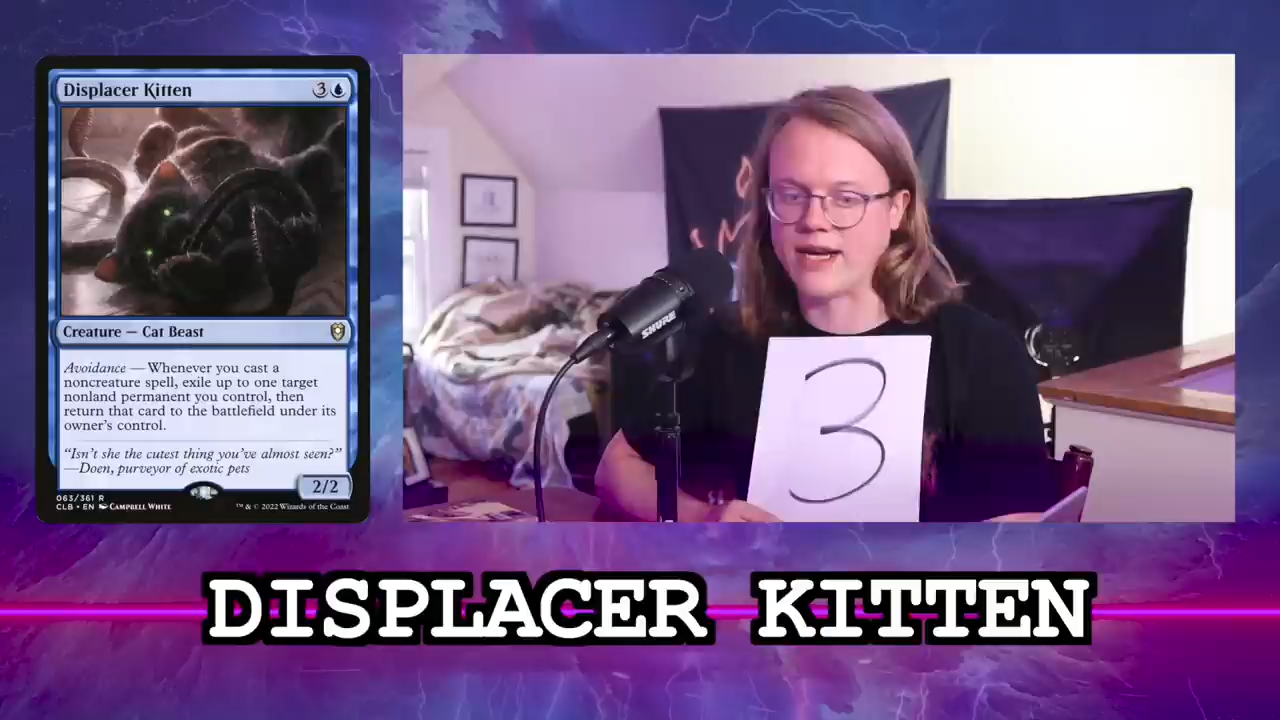 Displacer Kitten 3
Creature — Cat Beast
Avoidance — Whenever you cast a
noncreature spell, exile up to one target
nonland permanent you control, then
return that card to the battlefield under its
owner's control.
“Isn't she the cutest thing you've almost seen?”
—Doen, purveyor of exotic pets
2/2
063/361 R
CLB • EN CAMPBELL WHITE
™ & © 2022 Wizards of the Coast
SHURE
3
DISPLACER KITTEN